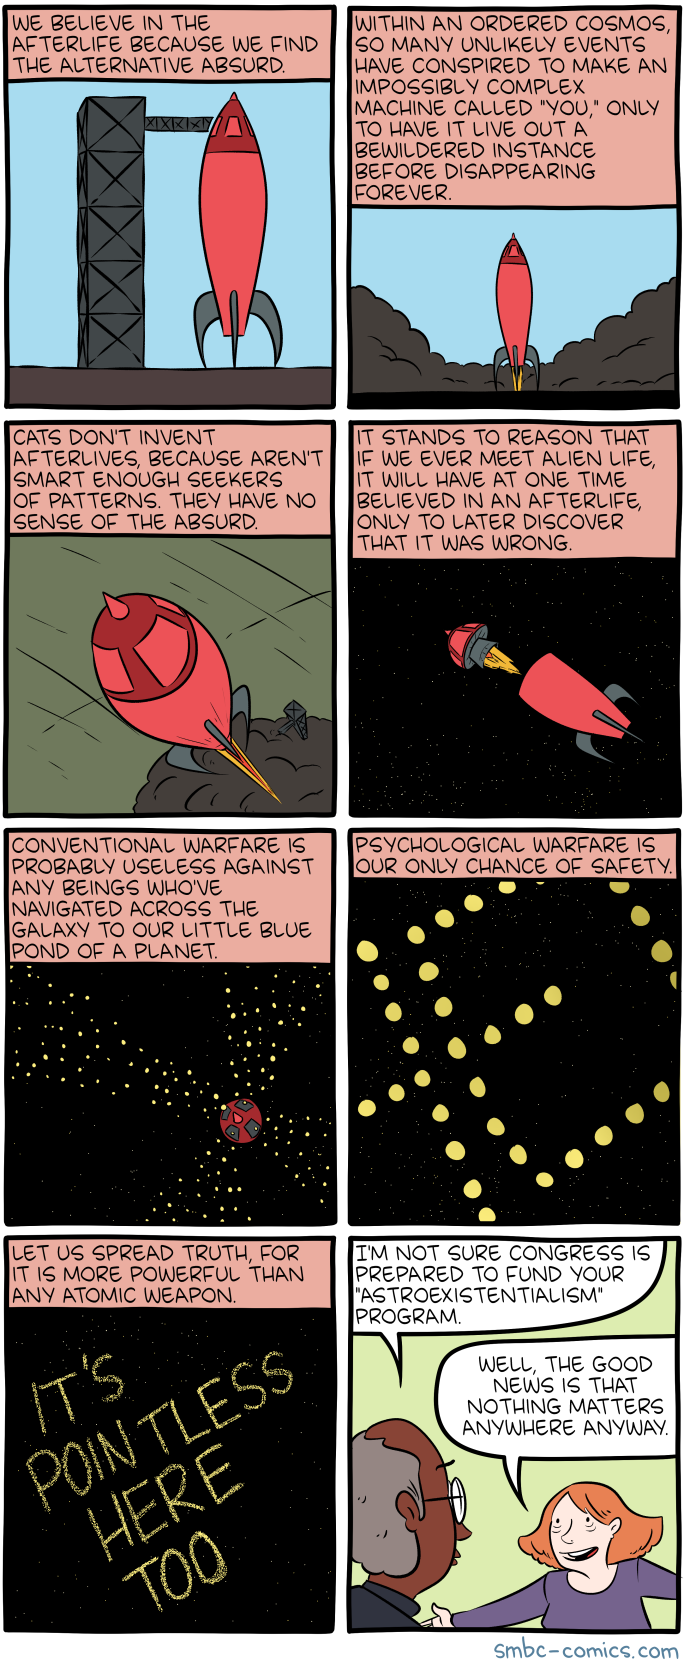 WE BELIEVE IN THE
AFTERLIFE BECAUSE WE FIND
THE ALTERNATIVE ABSURD.
WITHIN AN ORDERED COSMOS,
SO MANY UNLIKELY EVENTS
HAVE CONSPIRED TO MAKE AN
IMPOSSIBLY COMPLEX
MACHINE CALLED "YOU," ONLY
TO HAVE IT LIVE OUT A
BEWILDERED INSTANCE
BEFORE DISAPPEARING
FOREVER.
CATS DON'T INVENT
AFTERLIVES, BECAUSE AREN'T
SMART ENOUGH SEEKERS
OF PATTERNS. THEY HAVE NO
SENSE OF THE ABSURD.
IT STANDS TO REASON THAT
IF WE EVER MEET ALIEN LIFE,
IT WILL HAVE AT ONE TIME
BELIEVED IN AN AFTERLIFE,
ONLY TO LATER DISCOVER
THAT IT WAS WRONG.
CONVENTIONAL WARFARE IS
PROBABLY USELESS AGAINST
ANY BEINGS WHO'VE
NAVIGATED ACROSS THE
GALAXY TO OUR LITTLE BLUE
POND OF A PLANET.
PSYCHOLOGICAL WARFARE IS
OUR ONLY CHANCE OF SAFETY.
LET US SPREAD TRUTH, FOR
IT IS MORE POWERFUL THAN
ANY ATOMIC WEAPON.
IT'S
POINTLESS
HERE
TOO
I'M NOT SURE CONGRESS IS
PREPARED TO FUND YOUR
"ASTROEXISTENTIALISM"
PROGRAM.
WELL, THE GOOD
NEWS IS THAT
NOTHING MATTERS
ANYWHERE ANYWAY.
smbc-comics.com